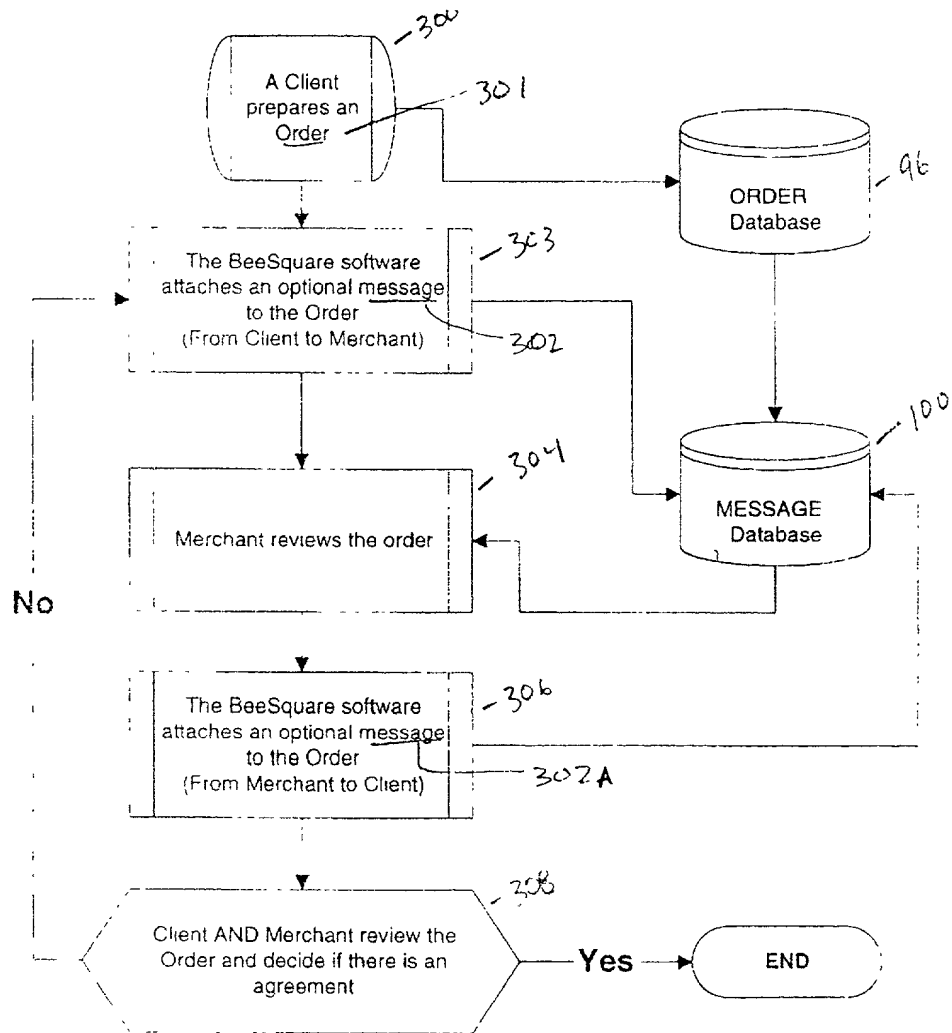 300
A Client
prepares an
Order
301
ORDER
Database
96
303
The BeeSquare software
attaches an optional message
to the Order
(From Client to Merchant)
302
100
304
MESSAGE
Database
Merchant reviews the order
No
306
The BeeSquare software
attaches an optional message
to the Order
(From Merchant to Client)
302A
308
Client AND Merchant review the
Order and decide if there is an
agreement
Yes
END